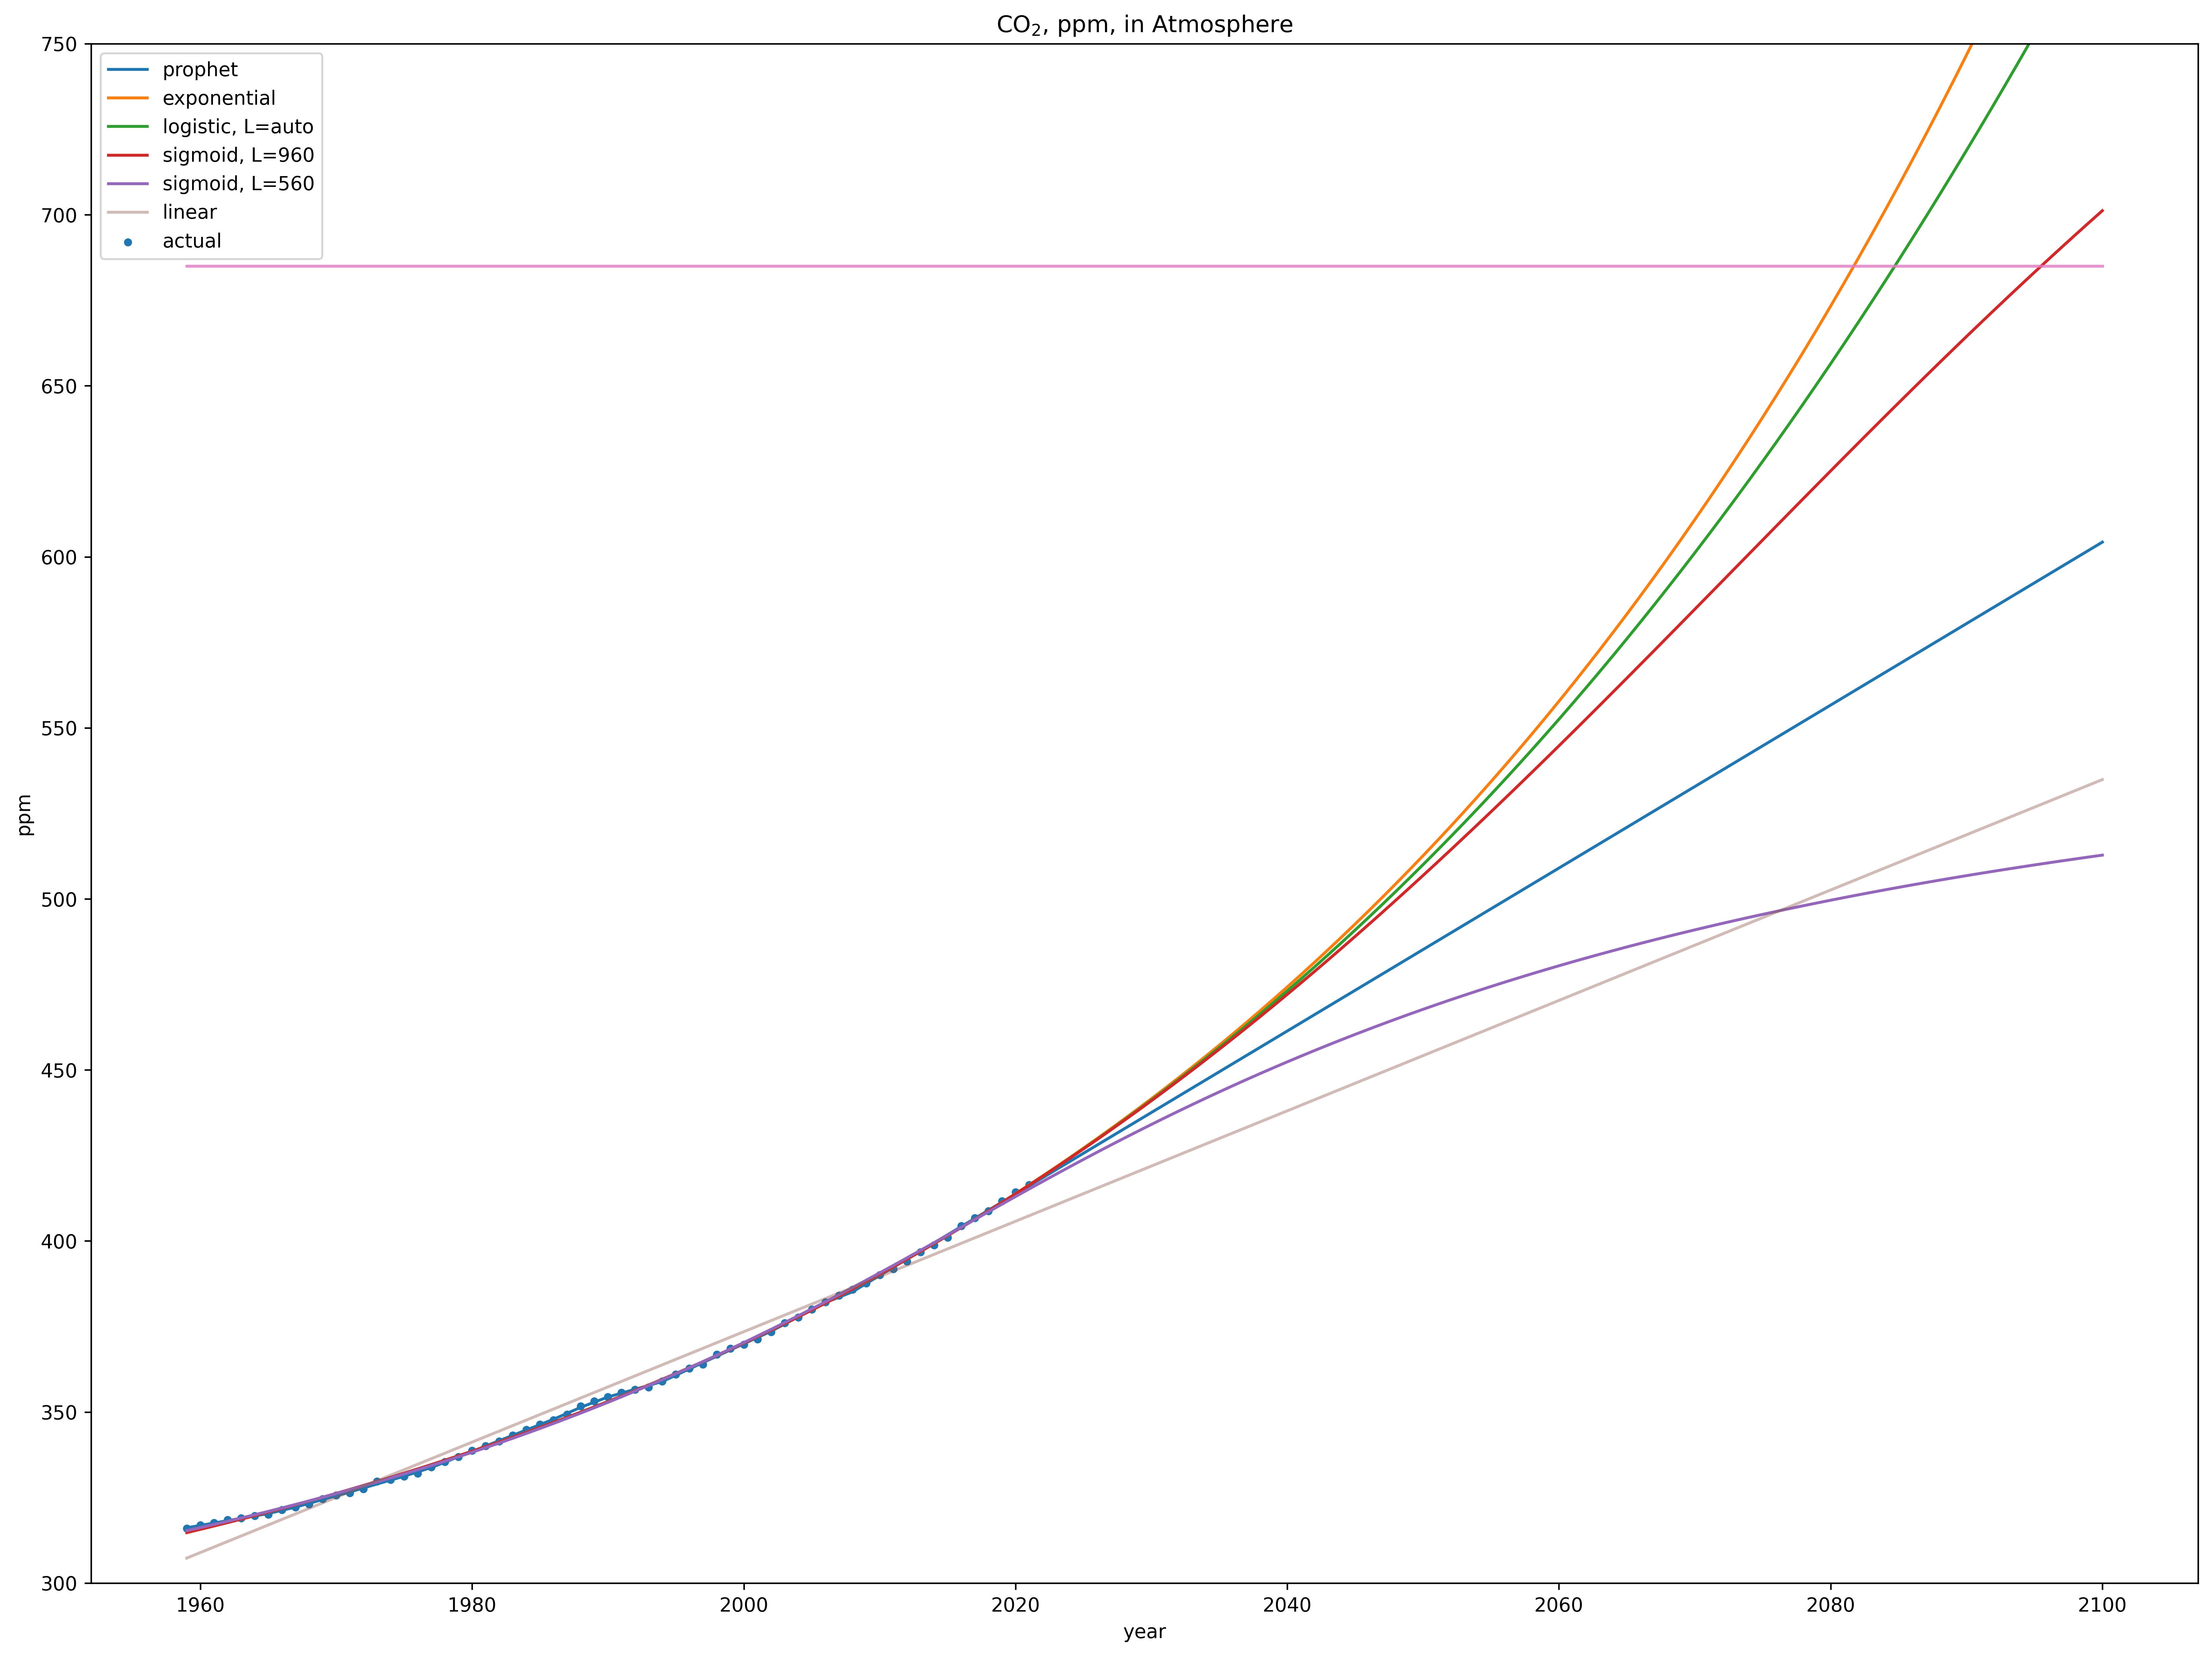 CO₂, ppm, in Atmosphere
750
700
650
600
550
500
450
400
350
300
ppm
prophet
exponential
logistic, L=auto
sigmoid, L=960
sigmoid, L=560
linear
actual
1960 1980 2000 2020 2040 2060 2080 2100
year